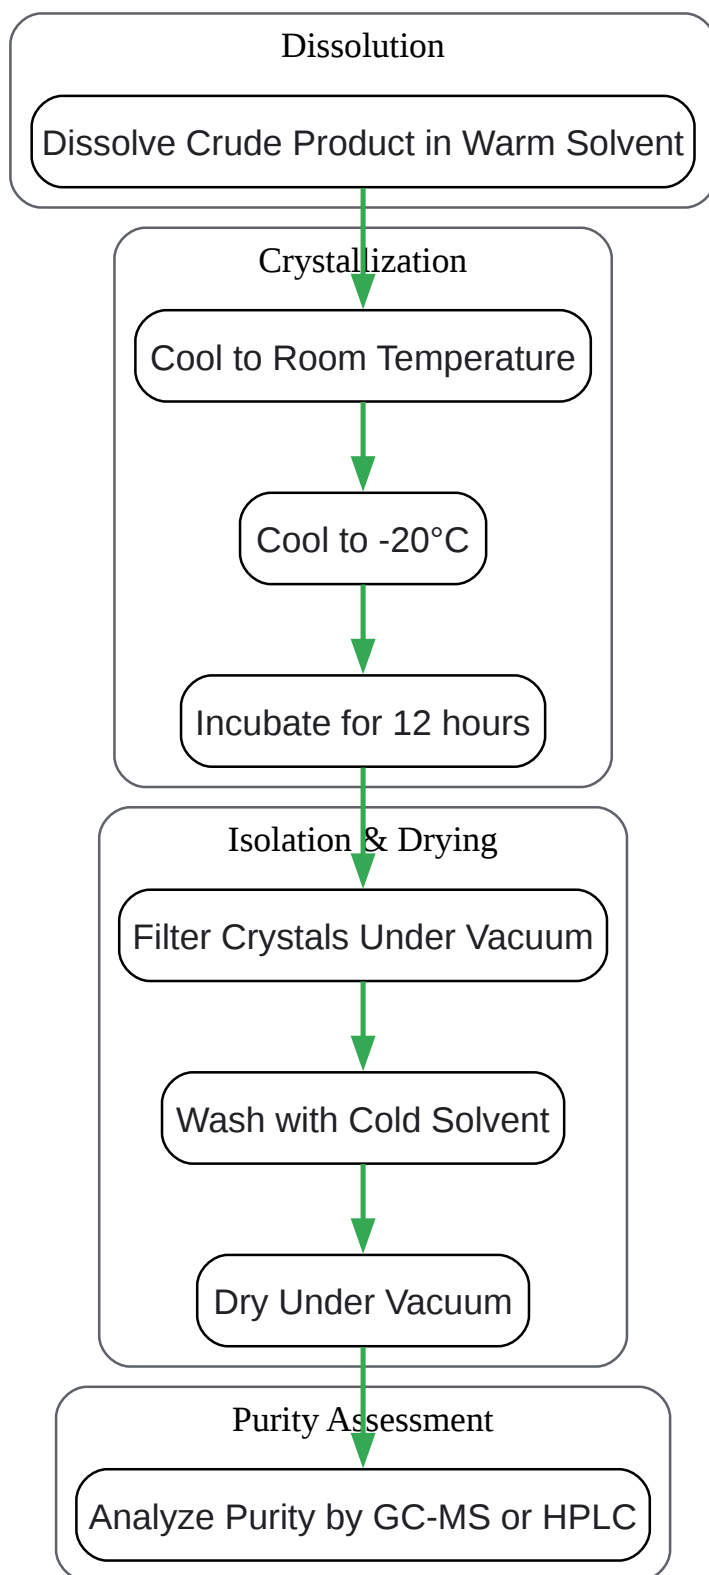 Dissolution
Dissolve Crude Product in Warm Solvent
Crystallization
Cool to Room Temperature
Cool to -20°C
Incubate for 12 hours
Isolation & Drying
Filter Crystals Under Vacuum
Wash with Cold Solvent
Dry Under Vacuum
Purity Assessment
Analyze Purity by GC-MS or HPLC